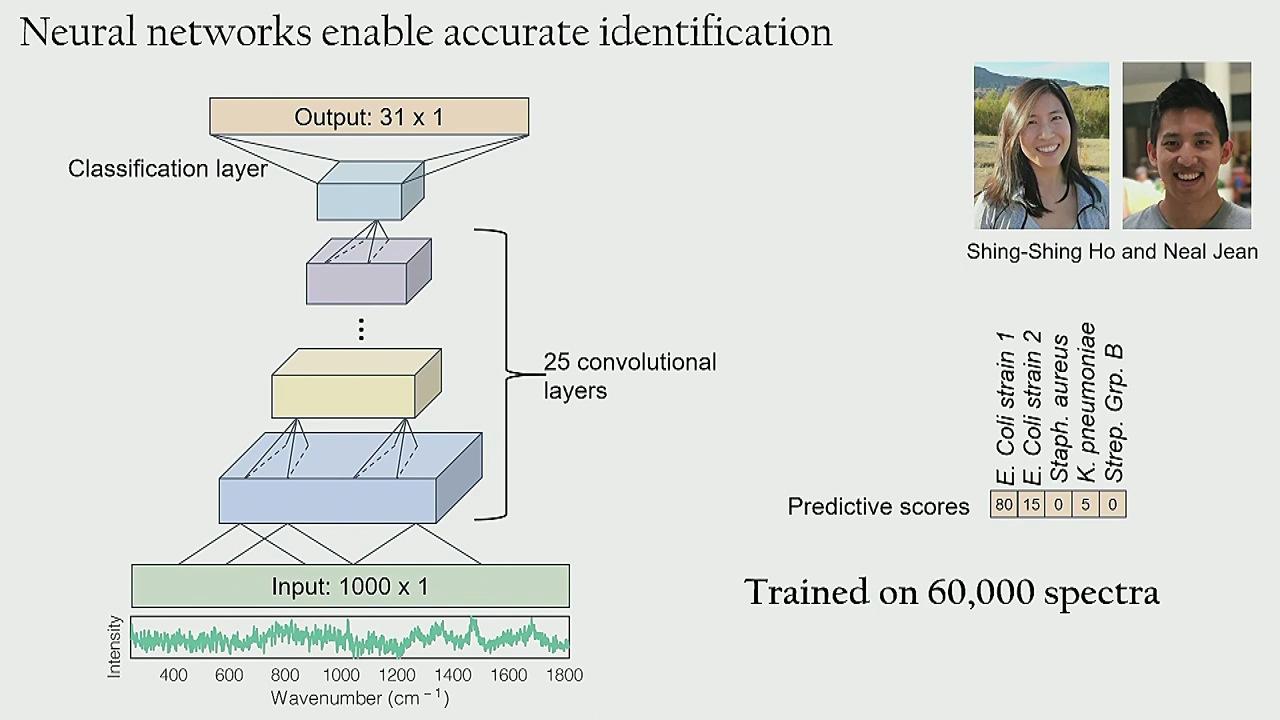 Neural networks enable accurate identification
Output: 31 x 1
Classification layer
25 convolutional
layers
Input: 1000 x 1
Intensity
400 600 800 1000 1200 1400 1600 1800
Wavenumber (cm⁻¹)
Shing-Shing Ho and Neal Jean
E. Coli strain 1
E. Coli strain 2
Staph. aureus
K. pneumoniae
Strep. Grp. B
Predictive scores 80 15 0 5 0
Trained on 60,000 spectra